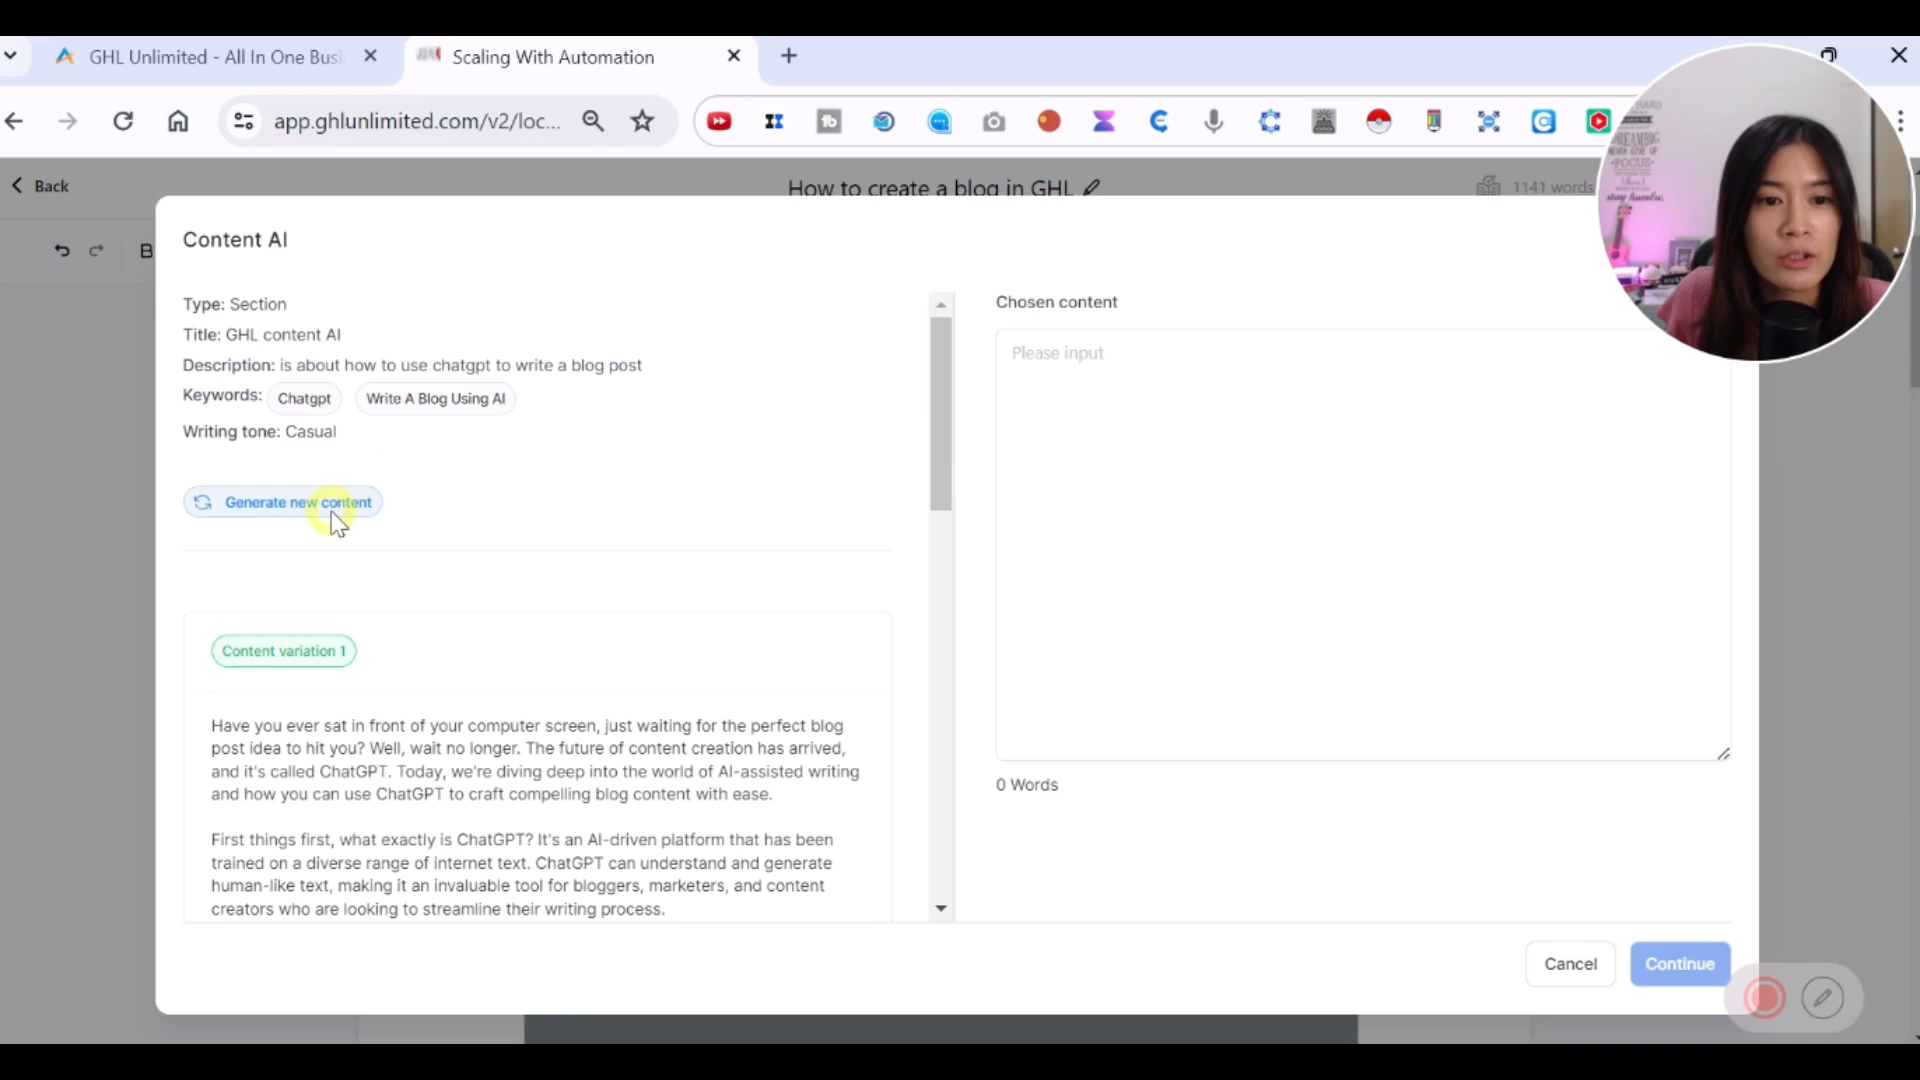 GHL Unlimited - All In One Busi
Scaling With Automation
app.ghlunlimited.com/v2/loc...
Back
How to create a blog in GHL
1141 words
B
Content AI
Type: Section
Title: GHL content AI
Description: is about how to use chatgpt to write a blog post
Keywords: Chatgpt Write A Blog Using AI
Writing tone: Casual
Generate new content
Content variation 1
Have you ever sat in front of your computer screen, just waiting for the perfect blog
post idea to hit you? Well, wait no longer. The future of content creation has arrived,
and it's called ChatGPT. Today, we're diving deep into the world of AI-assisted writing
and how you can use ChatGPT to craft compelling blog content with ease.
First things first, what exactly is ChatGPT? It's an AI-driven platform that has been
trained on a diverse range of internet text. ChatGPT can understand and generate
human-like text, making it an invaluable tool for bloggers, marketers, and content
creators who are looking to streamline their writing process.
Chosen content
Please input
0 Words
Cancel
Continue
HARD
DREAM BIG
NEVER GIVE UP
FOCUS
stay humble.